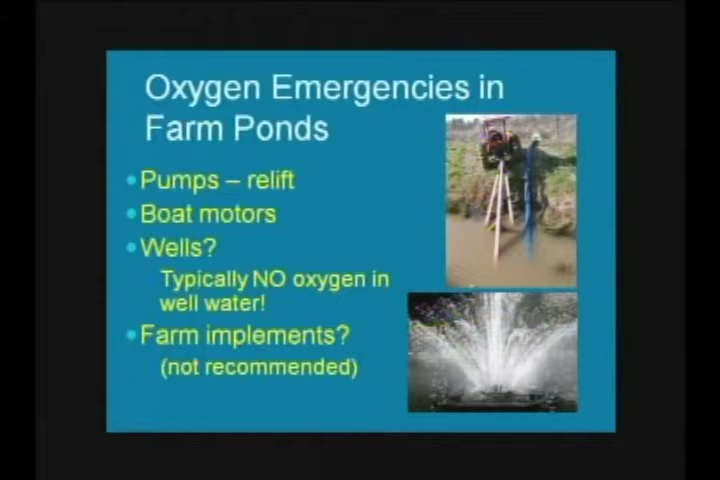 Oxygen Emergencies in
Farm Ponds
Pumps – relift
Boat motors
Wells?
Typically NO oxygen in
well water!
Farm implements?
(not recommended)